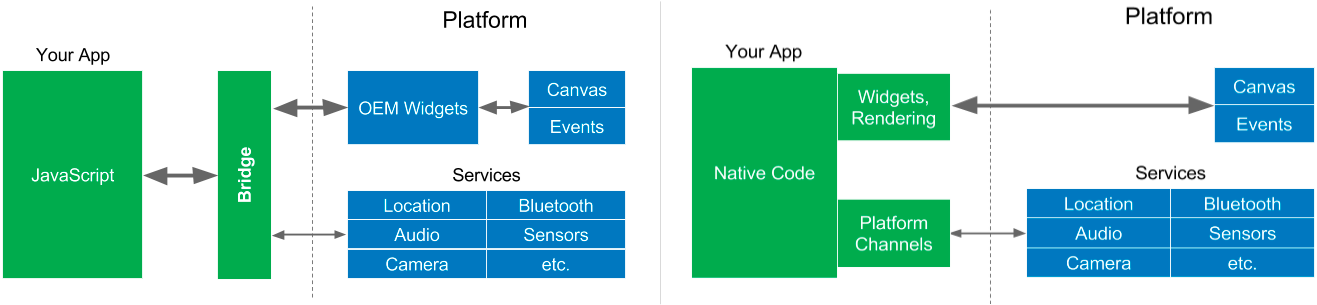 Platform
Your App
JavaScript
Bridge
OEM Widgets
Canvas
Events
Services
Location
Bluetooth
Audio
Sensors
Camera
etc.
Platform
Your App
Native Code
Widgets,
Rendering
Platform
Channels
Canvas
Events
Services
Location
Bluetooth
Audio
Sensors
Camera
etc.